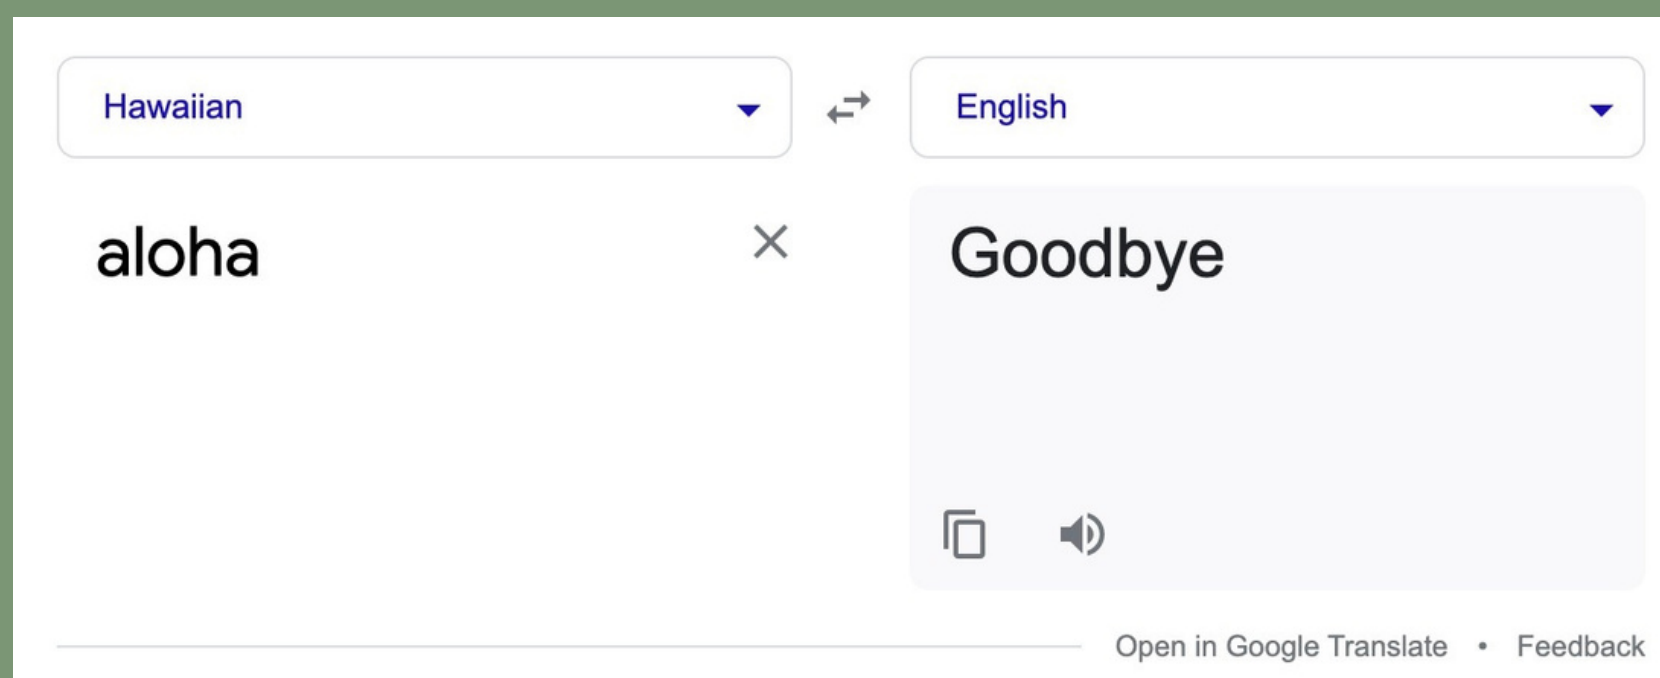 Hawaiian
English
aloha
Goodbye
Open in Google Translate • Feedback